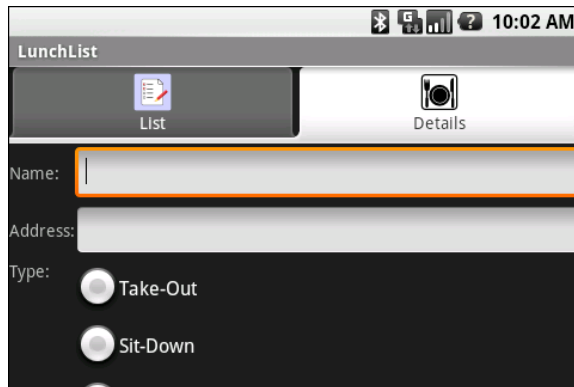 10:02 AM
LunchList
List
Details
Name:
Address:
Type:
Take-Out
Sit-Down